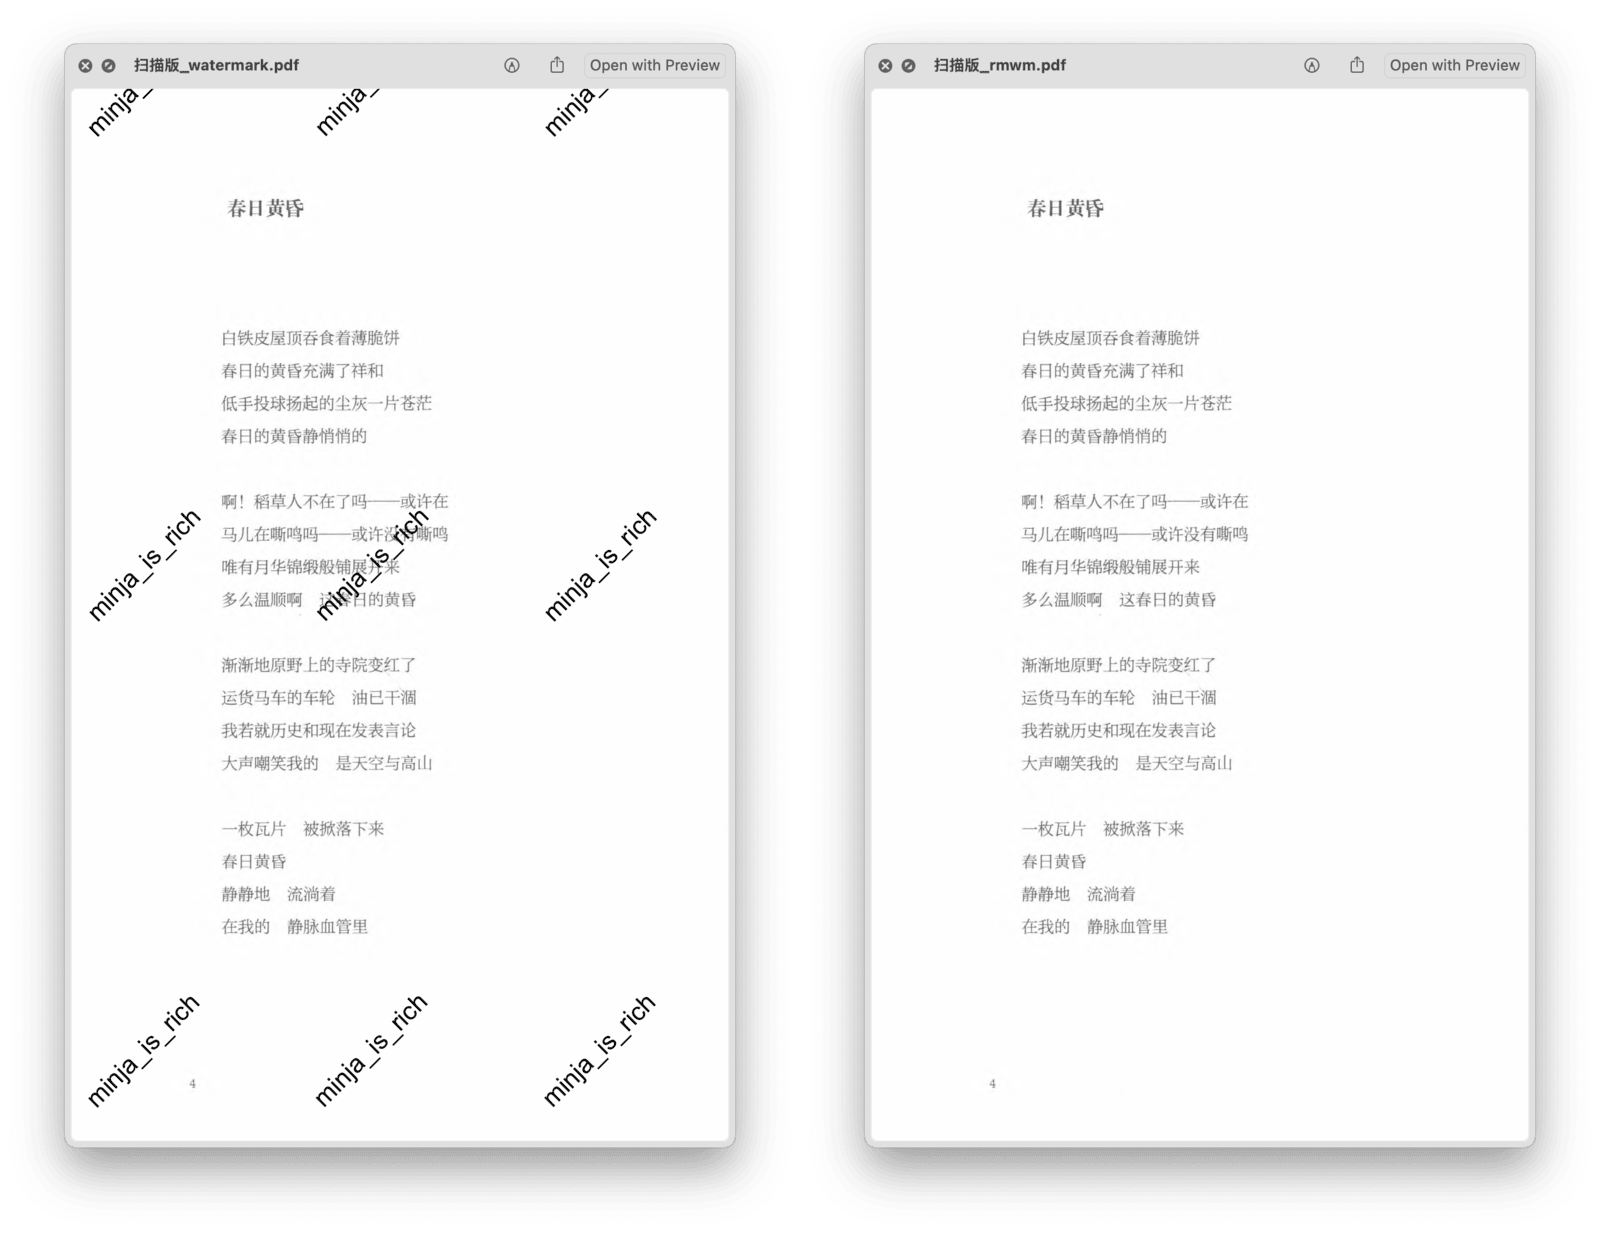 扫描版_watermark.pdf
Open with Preview
minja_
minja_
minja_
春日黄昏
白铁皮屋顶吞食着薄脆饼
春日的黄昏充满了祥和
低手投球扬起的尘灰一片苍茫
春日的黄昏静悄悄的
啊！稻草人不在了吗——或许在
马儿在嘶鸣吗——或许没有嘶鸣
唯有月华锦缎般铺展开来
多么温顺啊　这春日的黄昏
minja_is_rich
minja_is_rich
minja_is_rich
渐渐地原野上的寺院变红了
运货马车的车轮　油已干涸
我若就历史和现在发表言论
大声嘲笑我的　是天空与高山
一枚瓦片　被掀落下来
春日黄昏
静静地　流淌着
在我的　静脉血管里
minja_is_rich
minja_is_rich
minja_is_rich
4
扫描版_rmwm.pdf
Open with Preview
春日黄昏
白铁皮屋顶吞食着薄脆饼
春日的黄昏充满了祥和
低手投球扬起的尘灰一片苍茫
春日的黄昏静悄悄的
啊！稻草人不在了吗——或许在
马儿在嘶鸣吗——或许没有嘶鸣
唯有月华锦缎般铺展开来
多么温顺啊　这春日的黄昏
渐渐地原野上的寺院变红了
运货马车的车轮　油已干涸
我若就历史和现在发表言论
大声嘲笑我的　是天空与高山
一枚瓦片　被掀落下来
春日黄昏
静静地　流淌着
在我的　静脉血管里
4